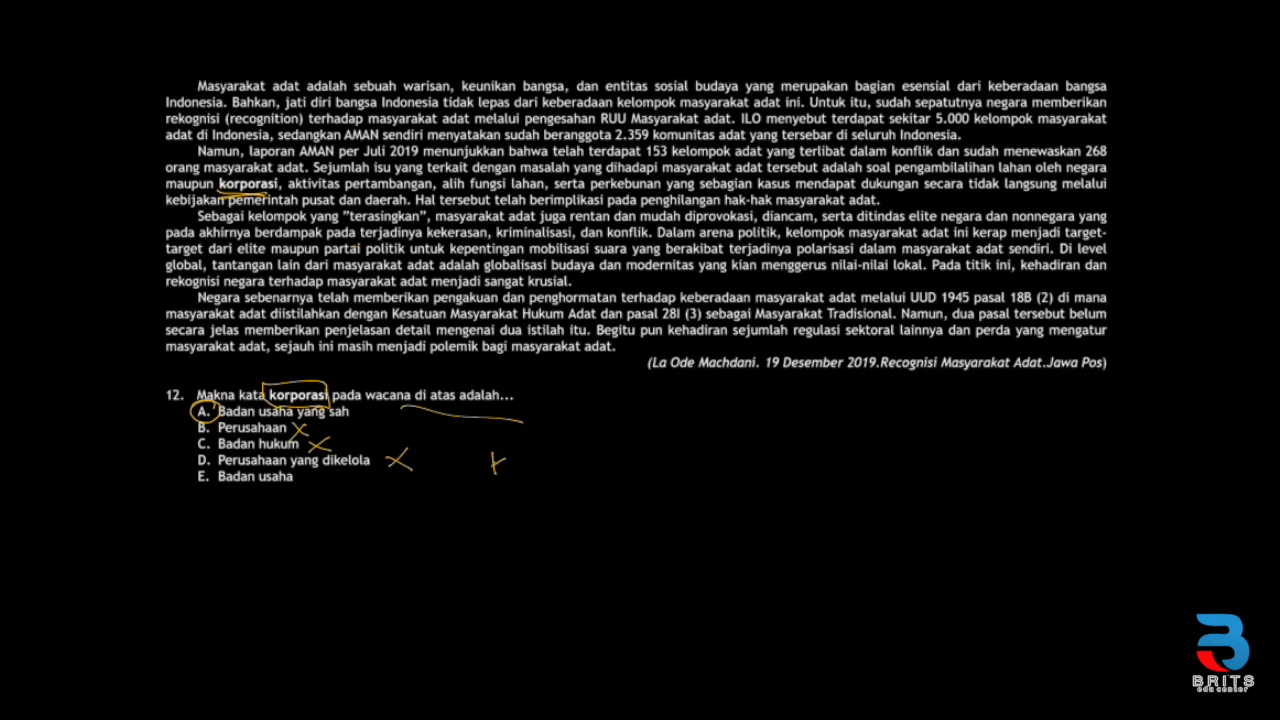 Masyarakat adat adalah sebuah warisan, keunikan bangsa, dan entitas sosial budaya yang merupakan bagian esensial dari keberadaan bangsa
Indonesia. Bahkan, jati diri bangsa Indonesia tidak lepas dari keberadaan kelompok masyarakat adat ini. Untuk itu, sudah sepatutnya negara memberikan
rekognisi (recognition) terhadap masyarakat adat melalui pengesahan RUU Masyarakat adat. ILO menyebut terdapat sekitar 5.000 kelompok masyarakat
adat di Indonesia, sedangkan AMAN sendiri menyatakan sudah beranggota 2.359 komunitas adat yang tersebar di seluruh Indonesia.
Namun, laporan AMAN per Juli 2019 menunjukkan bahwa telah terdapat 153 kelompok adat yang terlibat dalam konflik dan sudah menewaskan 268
orang masyarakat adat. Sejumlah isu yang terkait dengan masalah yang dihadapi masyarakat adat tersebut adalah soal pengambilalihan lahan oleh negara
maupun korporasi, aktivitas pertambangan, alih fungsi lahan, serta perkebunan yang sebagian kasus mendapat dukungan secara tidak langsung melalui
kebijakan pemerintah pusat dan daerah. Hal tersebut telah berimplikasi pada penghilangan hak-hak masyarakat adat.
Sebagai kelompok yang ”terasingkan”, masyarakat adat juga rentan dan mudah diprovokasi, diancam, serta ditindas elite negara dan nonnegara yang
pada akhirnya berdampak pada terjadinya kekerasan, kriminalisasi, dan konflik. Dalam arena politik, kelompok masyarakat adat ini kerap menjadi target-
target dari elite maupun partai politik untuk kepentingan mobilisasi suara yang berakibat terjadinya polarisasi dalam masyarakat adat sendiri. Di level
global, tantangan lain dari masyarakat adat adalah globalisasi budaya dan modernitas yang kian menggerus nilai-nilai lokal. Pada titik ini, kehadiran dan
rekognisi negara terhadap masyarakat adat menjadi sangat krusial.
Negara sebenarnya telah memberikan pengakuan dan penghormatan terhadap keberadaan masyarakat adat melalui UUD 1945 pasal 18B (2) di mana
masyarakat adat diistilahkan dengan Kesatuan Masyarakat Hukum Adat dan pasal 28I (3) sebagai Masyarakat Tradisional. Namun, dua pasal tersebut belum
secara jelas memberikan penjelasan detail mengenai dua istilah itu. Begitu pun kehadiran sejumlah regulasi sektoral lainnya dan perda yang mengatur
masyarakat adat, sejauh ini masih menjadi polemik bagi masyarakat adat.
(La Ode Machdani. 19 Desember 2019.Recognisi Masyarakat Adat.Jawa Pos)
12. Makna kata korporasi pada wacana di atas adalah...
A. Badan usaha yang sah
B. Perusahaan
C. Badan hukum
D. Perusahaan yang dikelola
E. Badan usaha
BRITS
edu center